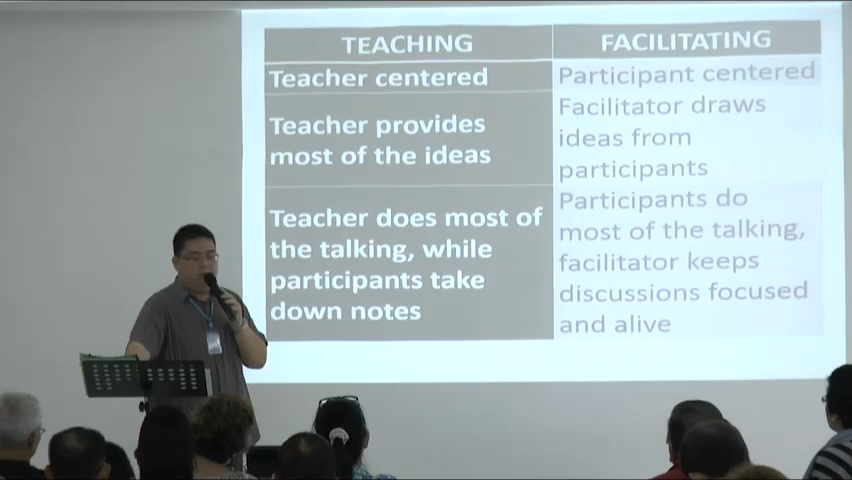 TEACHING
FACILITATING
Teacher centered
Participant centered
Teacher provides
most of the ideas
Facilitator draws
ideas from
participants
Teacher does most of
the talking, while
participants take
down notes
Participants do
most of the talking,
facilitator keeps
discussions focused
and alive